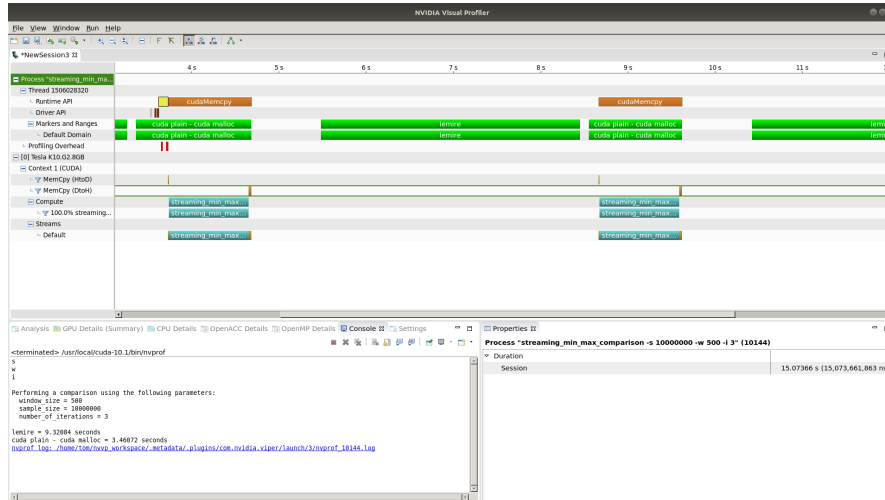 NVIDIA Visual Profiler
File View Window Run Help
*NewSession3
4 s 5 s 6 s 7 s 8 s 9 s 10 s 11 s
Process "streaming_min_ma...
Thread 1506028320
Runtime API cudaMemcpy cudaMemcpy
Driver API
Markers and Ranges cuda plain - cuda malloc lemire cuda plain - cuda malloc lemi
Default Domain cuda plain - cuda malloc lemire cuda plain - cuda malloc lemi
Profiling Overhead
[0] Tesla K10.G2.8GB
Context 1 (CUDA)
MemCpy (HtoD)
MemCpy (DtoH)
Compute streaming_min_max... streaming_min_max...
100.0% streaming... streaming_min_max... streaming_min_max...
Streams
Default streaming_min_max... streaming_min_max...
Analysis GPU Details (Summary) CPU Details OpenACC Details OpenMP Details Console Settings
<terminated> /usr/local/cuda-10.1/bin/nvprof
s
w
i
Performing a comparison using the following parameters:
window_size = 500
sample_size = 10000000
number_of_iterations = 3
lemire = 9.32084 seconds
cuda plain - cuda malloc = 3.46072 seconds
nvprof log: /home/tom/nvvp_workspace/.metadata/.plugins/com.nvidia.viper/launch/3/nvprof_10144.log
Properties
Process "streaming_min_max_comparison -s 10000000 -w 500 -i 3" (10144)
Duration
Session 15.07366 s (15,073,661,863 ns